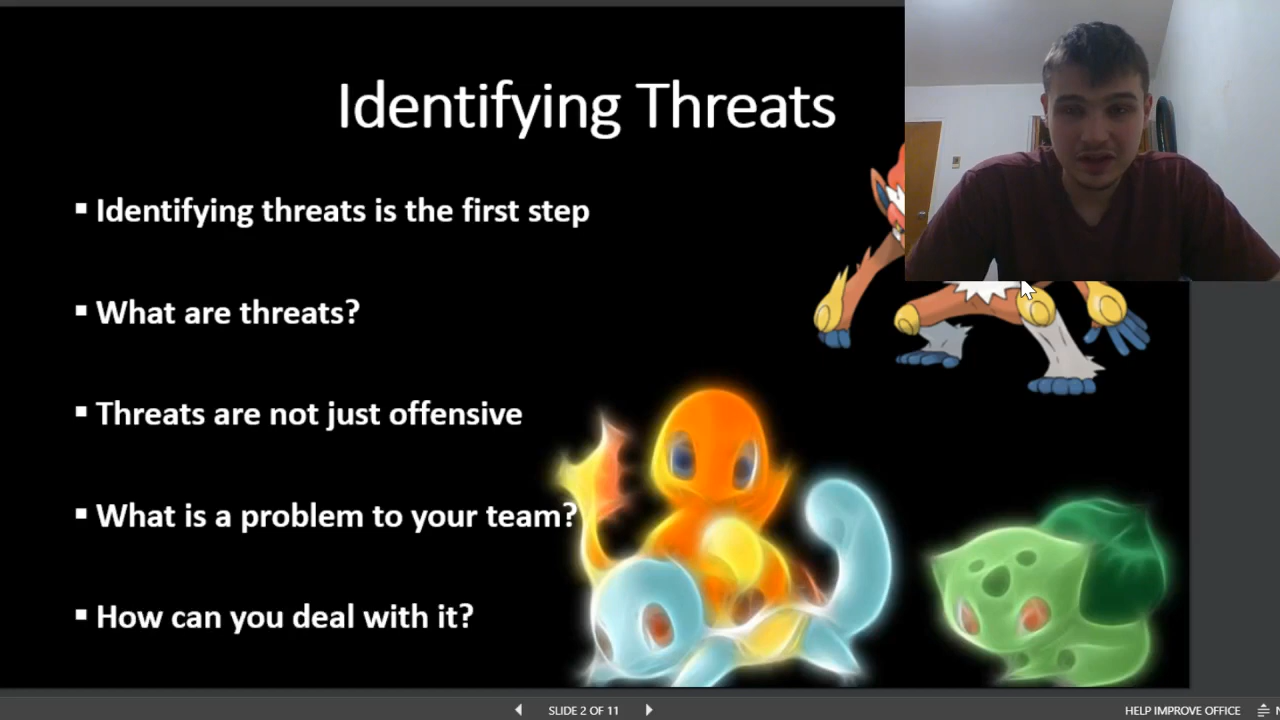 Identifying Threats
▪ Identifying threats is the first step
▪ What are threats?
▪ Threats are not just offensive
▪ What is a problem to your team?
▪ How can you deal with it?
SLIDE 2 OF 11
HELP IMPROVE OFFICE